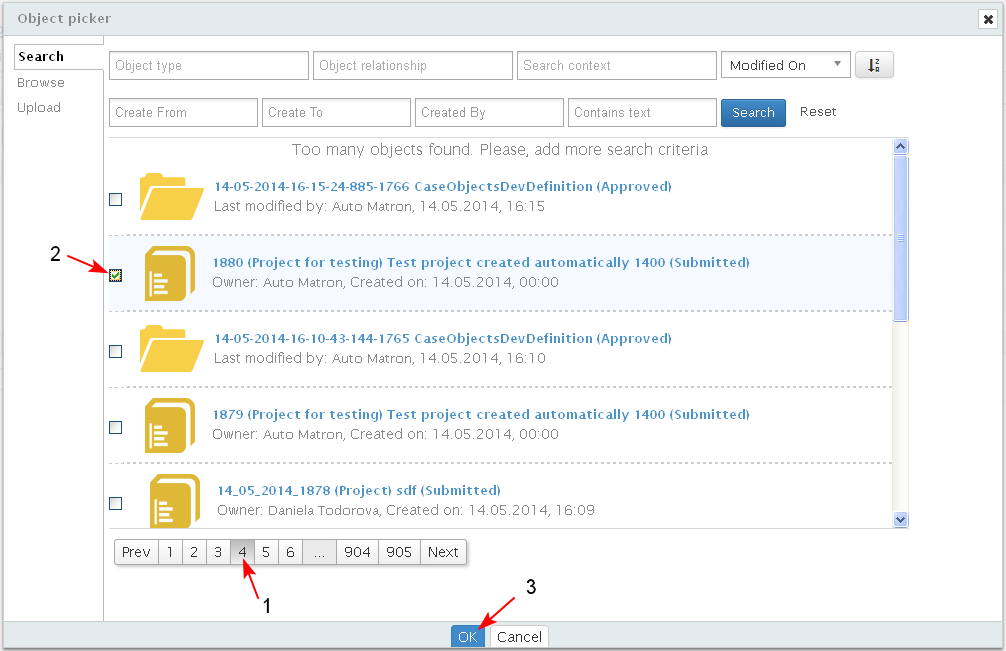 Object picker
Search
Browse
Upload
Object type Object relationship Search context Modified On
Create From Create To Created By Contains text Search Reset
Too many objects found. Please, add more search criteria
14-05-2014-16-15-24-885-1766 CaseObjectsDevDefinition (Approved)
Last modified by: Auto Matron, 14.05.2014, 16:15
2
1880 (Project for testing) Test project created automatically 1400 (Submitted)
Owner: Auto Matron, Created on: 14.05.2014, 00:00
14-05-2014-16-10-43-144-1765 CaseObjectsDevDefinition (Approved)
Last modified by: Auto Matron, 14.05.2014, 16:10
1879 (Project for testing) Test project created automatically 1400 (Submitted)
Owner: Auto Matron, Created on: 14.05.2014, 00:00
14_05_2014_1878 (Project) sdf (Submitted)
Owner: Daniela Todorova, Created on: 14.05.2014, 16:09
Prev 1 2 3 4 5 6 ... 904 905 Next
1
3
OK Cancel